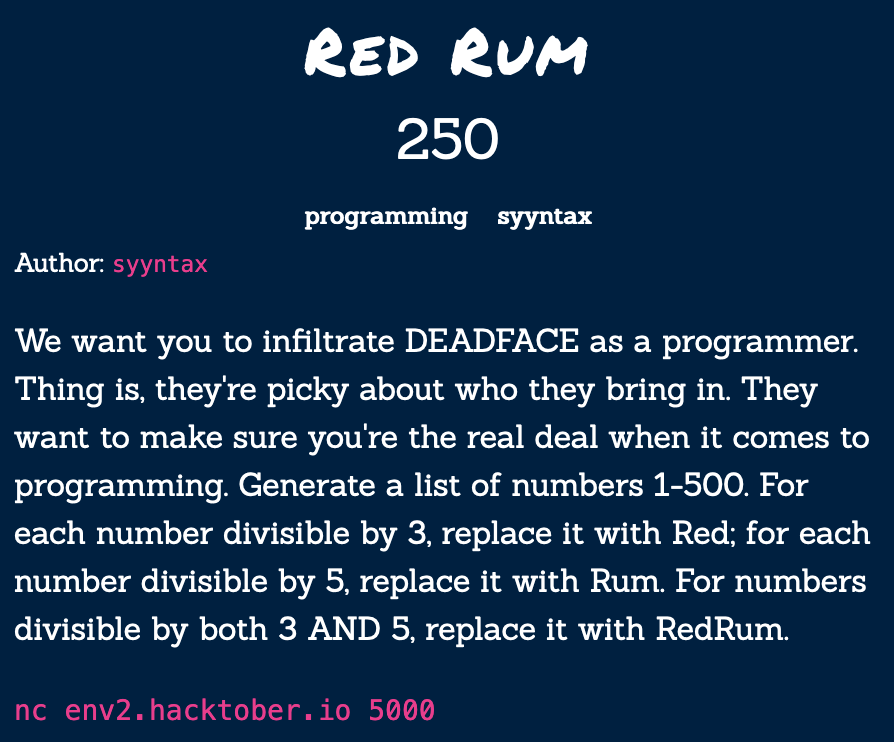 Red Rum
250
programming syyntax
Author: syyntax
We want you to infiltrate DEADFACE as a programmer.
Thing is, they're picky about who they bring in. They
want to make sure you're the real deal when it comes to
programming. Generate a list of numbers 1-500. For
each number divisible by 3, replace it with Red; for each
number divisible by 5, replace it with Rum. For numbers
divisible by both 3 AND 5, replace it with RedRum.
nc env2.hacktober.io 5000